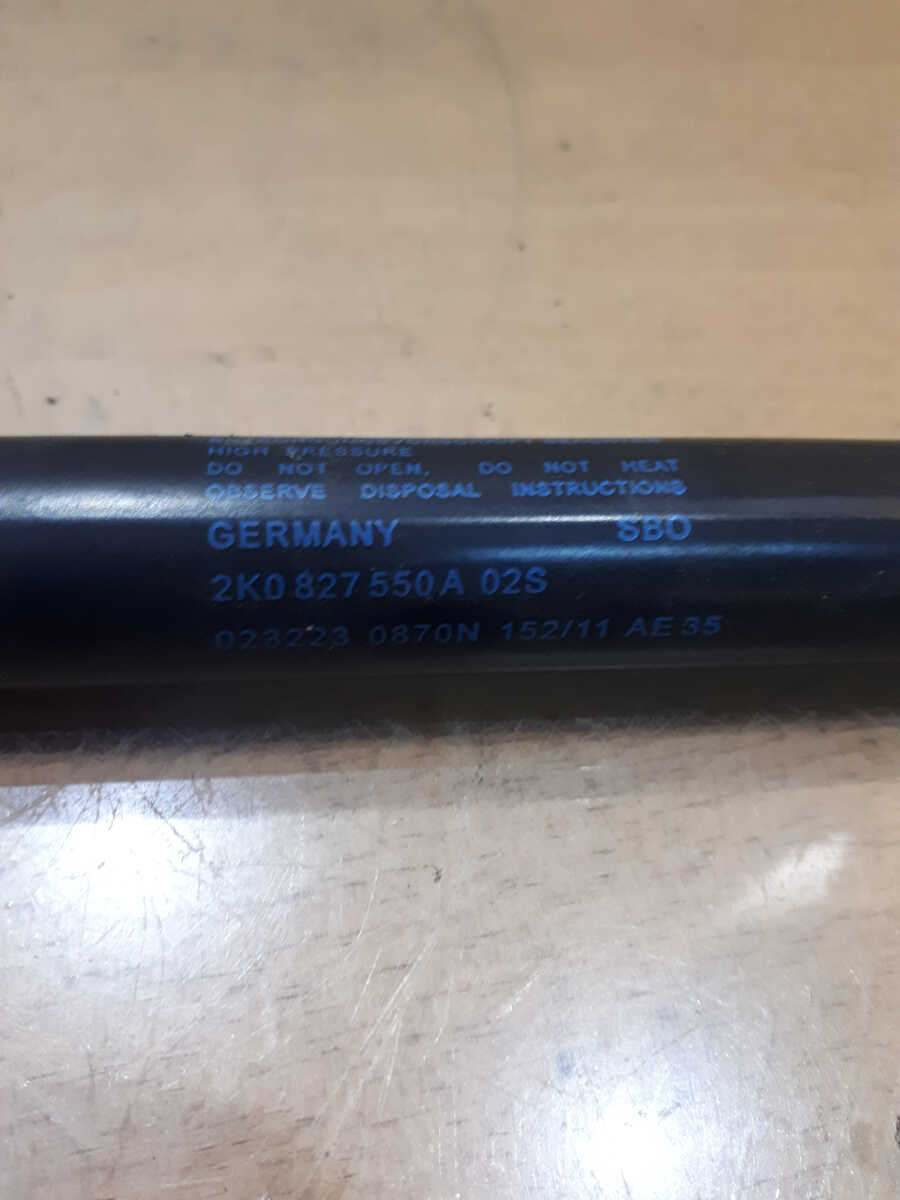 HIGH PRESSURE
DO NOT OPEN, DO NOT HEAT
OBSERVE DISPOSAL INSTRUCTIONS
GERMANY SBO
2K0 827 550 A 02S
023223 0870N 152/11 AE 35